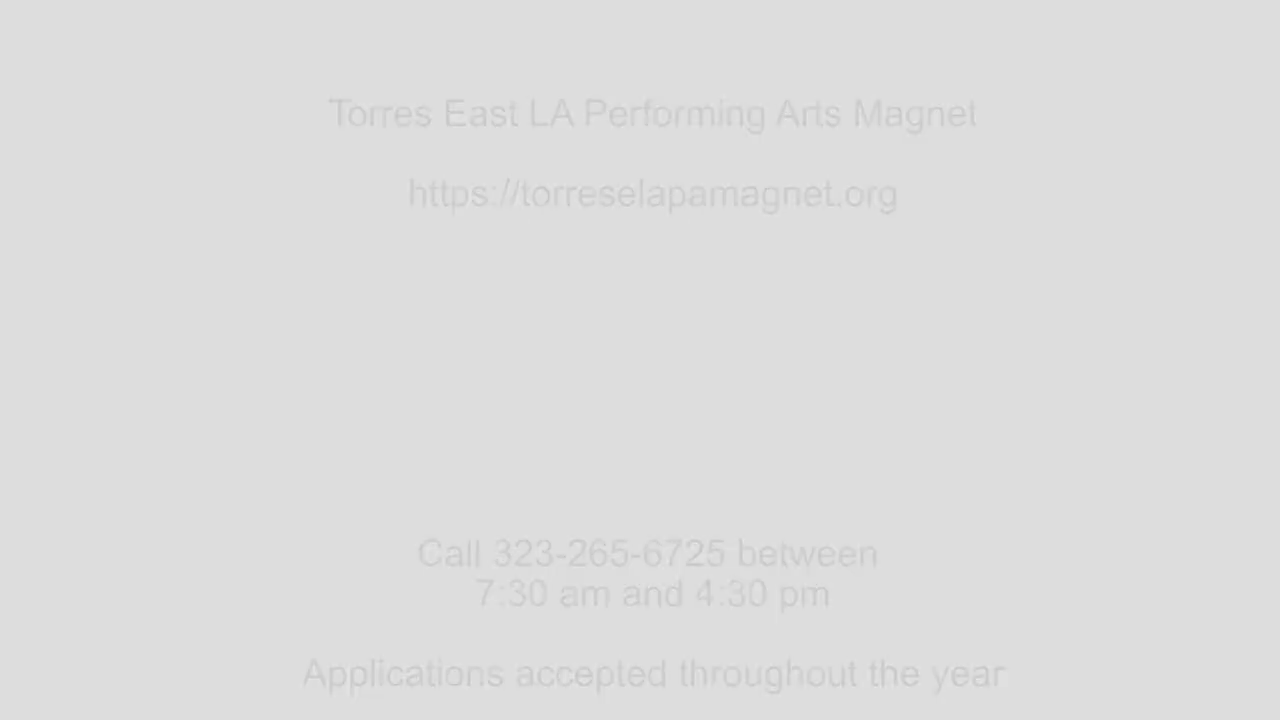 Torres East LA Performing Arts Magnet
https://torreselapamagnet.org
Call 323-265-6725 between
7:30 am and 4:30 pm
Applications accepted throughout the year